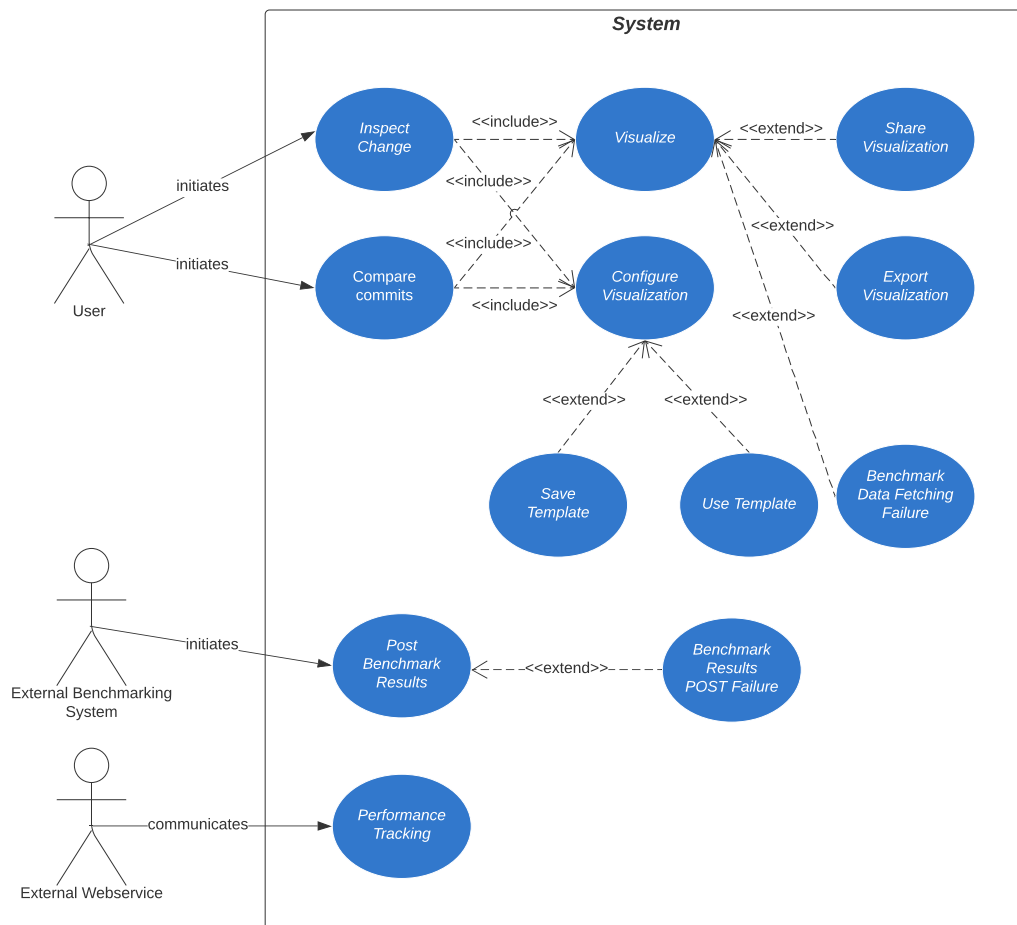 System
Inspect
Change
<<include>>
Visualize
<<extend>>
Share
Visualization
initiates
<<include>>
<<extend>>
User
initiates
Compare
commits
<<include>>
<<include>>
Configure
Visualization
Export
Visualization
<<extend>>
<<extend>>
<<extend>>
Save
Template
Use Template
Benchmark
Data Fetching
Failure
External Benchmarking
System
initiates
Post
Benchmark
Results
<<extend>>
Benchmark
Results
POST Failure
External Webservice
communicates
Performance
Tracking